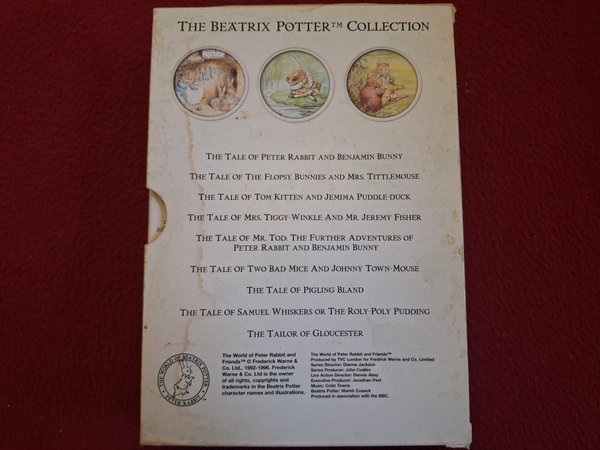 THE BEATRIX POTTER™ COLLECTION
THE TALE OF PETER RABBIT AND BENJAMIN BUNNY
THE TALE OF THE FLOPSY BUNNIES AND MRS. TITTLEMOUSE
THE TALE OF TOM KITTEN AND JEMIMA PUDDLE-DUCK
THE TALE OF MRS. TIGGY-WINKLE AND MR. JEREMY FISHER
THE TALE OF MR. TOD: THE FURTHER ADVENTURES OF
PETER RABBIT AND BENJAMIN BUNNY
THE TALE OF TWO BAD MICE AND JOHNNY TOWN-MOUSE
THE TALE OF PIGLING BLAND
THE TALE OF SAMUEL WHISKERS OR THE ROLY-POLY PUDDING
THE TAILOR OF GLOUCESTER
THE WORLD OF BEATRIX POTTER
PETER RABBIT
The World of Peter Rabbit and
Friends™ © Frederick Warne &
Co. Ltd., 1992-1996. Frederick
Warne & Co. Ltd is the owner
of all rights, copyrights and
trademarks in the Beatrix Potter
character names and illustrations.
The World of Peter Rabbit and Friends™
Produced by TVC London for Fredrick Warne and Co. Limited
Series Director: Dianne Jackson
Series Producer: John Coates
Live Action Director: Dennis Abey
Executive Producer: Jonathan Peel
Music: Colin Towns
Beatrix Potter: Niamh Cusack
Produced in association with the BBC.